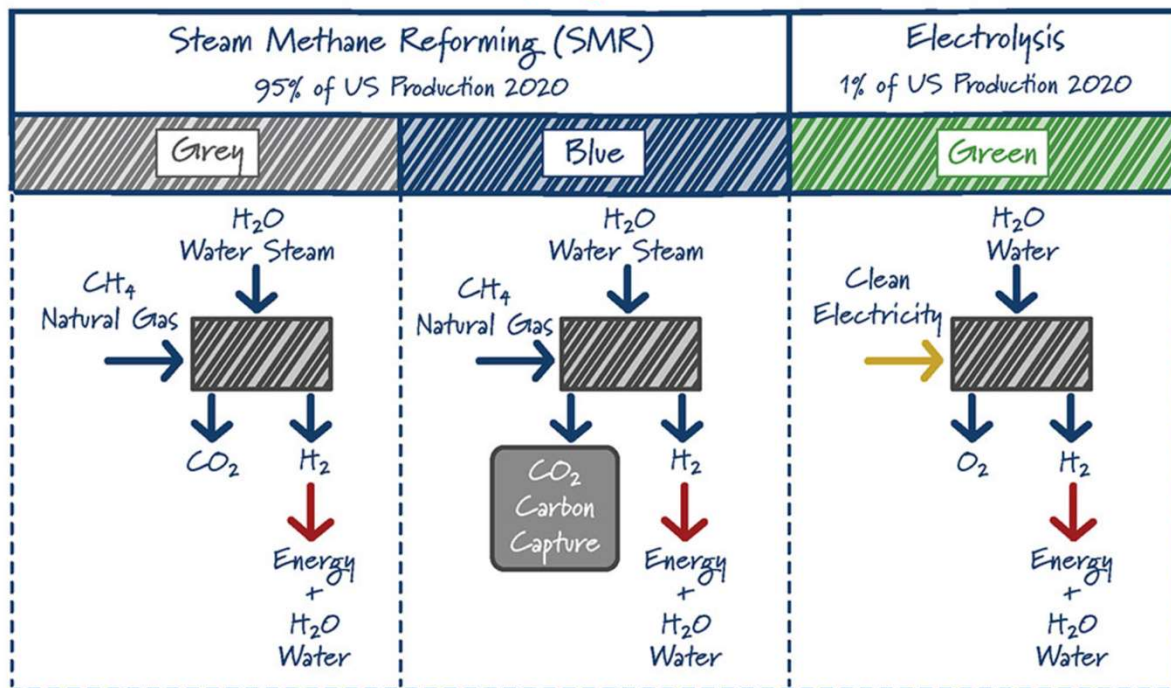 Steam Methane Reforming (SMR)
95% of US Production 2020
Electrolysis
1% of US Production 2020
Grey
Blue
Green
H₂O
Water Steam
CH₄
Natural Gas
CO₂
H₂
Energy
+
H₂O
Water
H₂O
Water Steam
CH₄
Natural Gas
CO₂
Carbon
Capture
H₂
Energy
+
H₂O
Water
H₂O
Water
Clean
Electricity
O₂
H₂
Energy
+
H₂O
Water